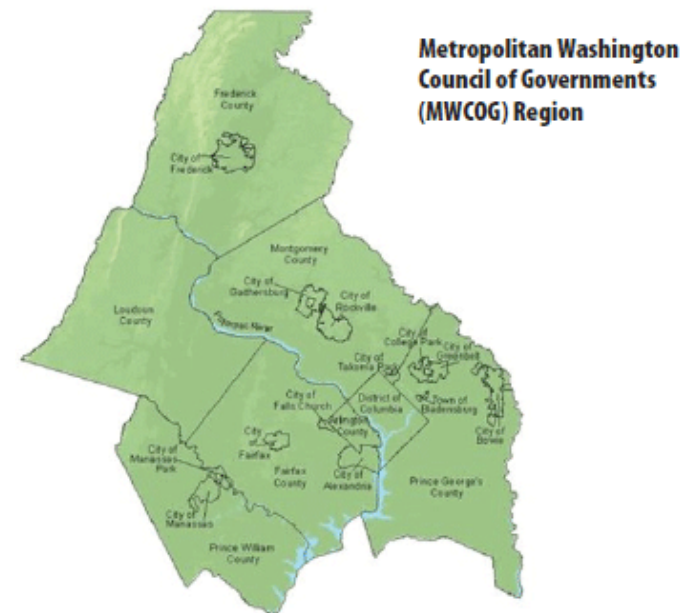 Metropolitan Washington
Council of Governments
(MWCOG) Region
Frederick
County
City of
Frederick
Montgomery
County
City of
Gaithersburg
City of
Rockville
Loudoun
County
Potomac River
City of
College Park
City of
Greenbelt
City of
Takoma Park
City of
Falls Church
District of
Columbia
Town of
Bladensburg
Arlington
County
City of
Bowie
City
of
Fairfax
City of
Manassas
Park
Fairfax
County
City of
Alexandria
Prince George's
County
City of
Manassas
Prince William
County